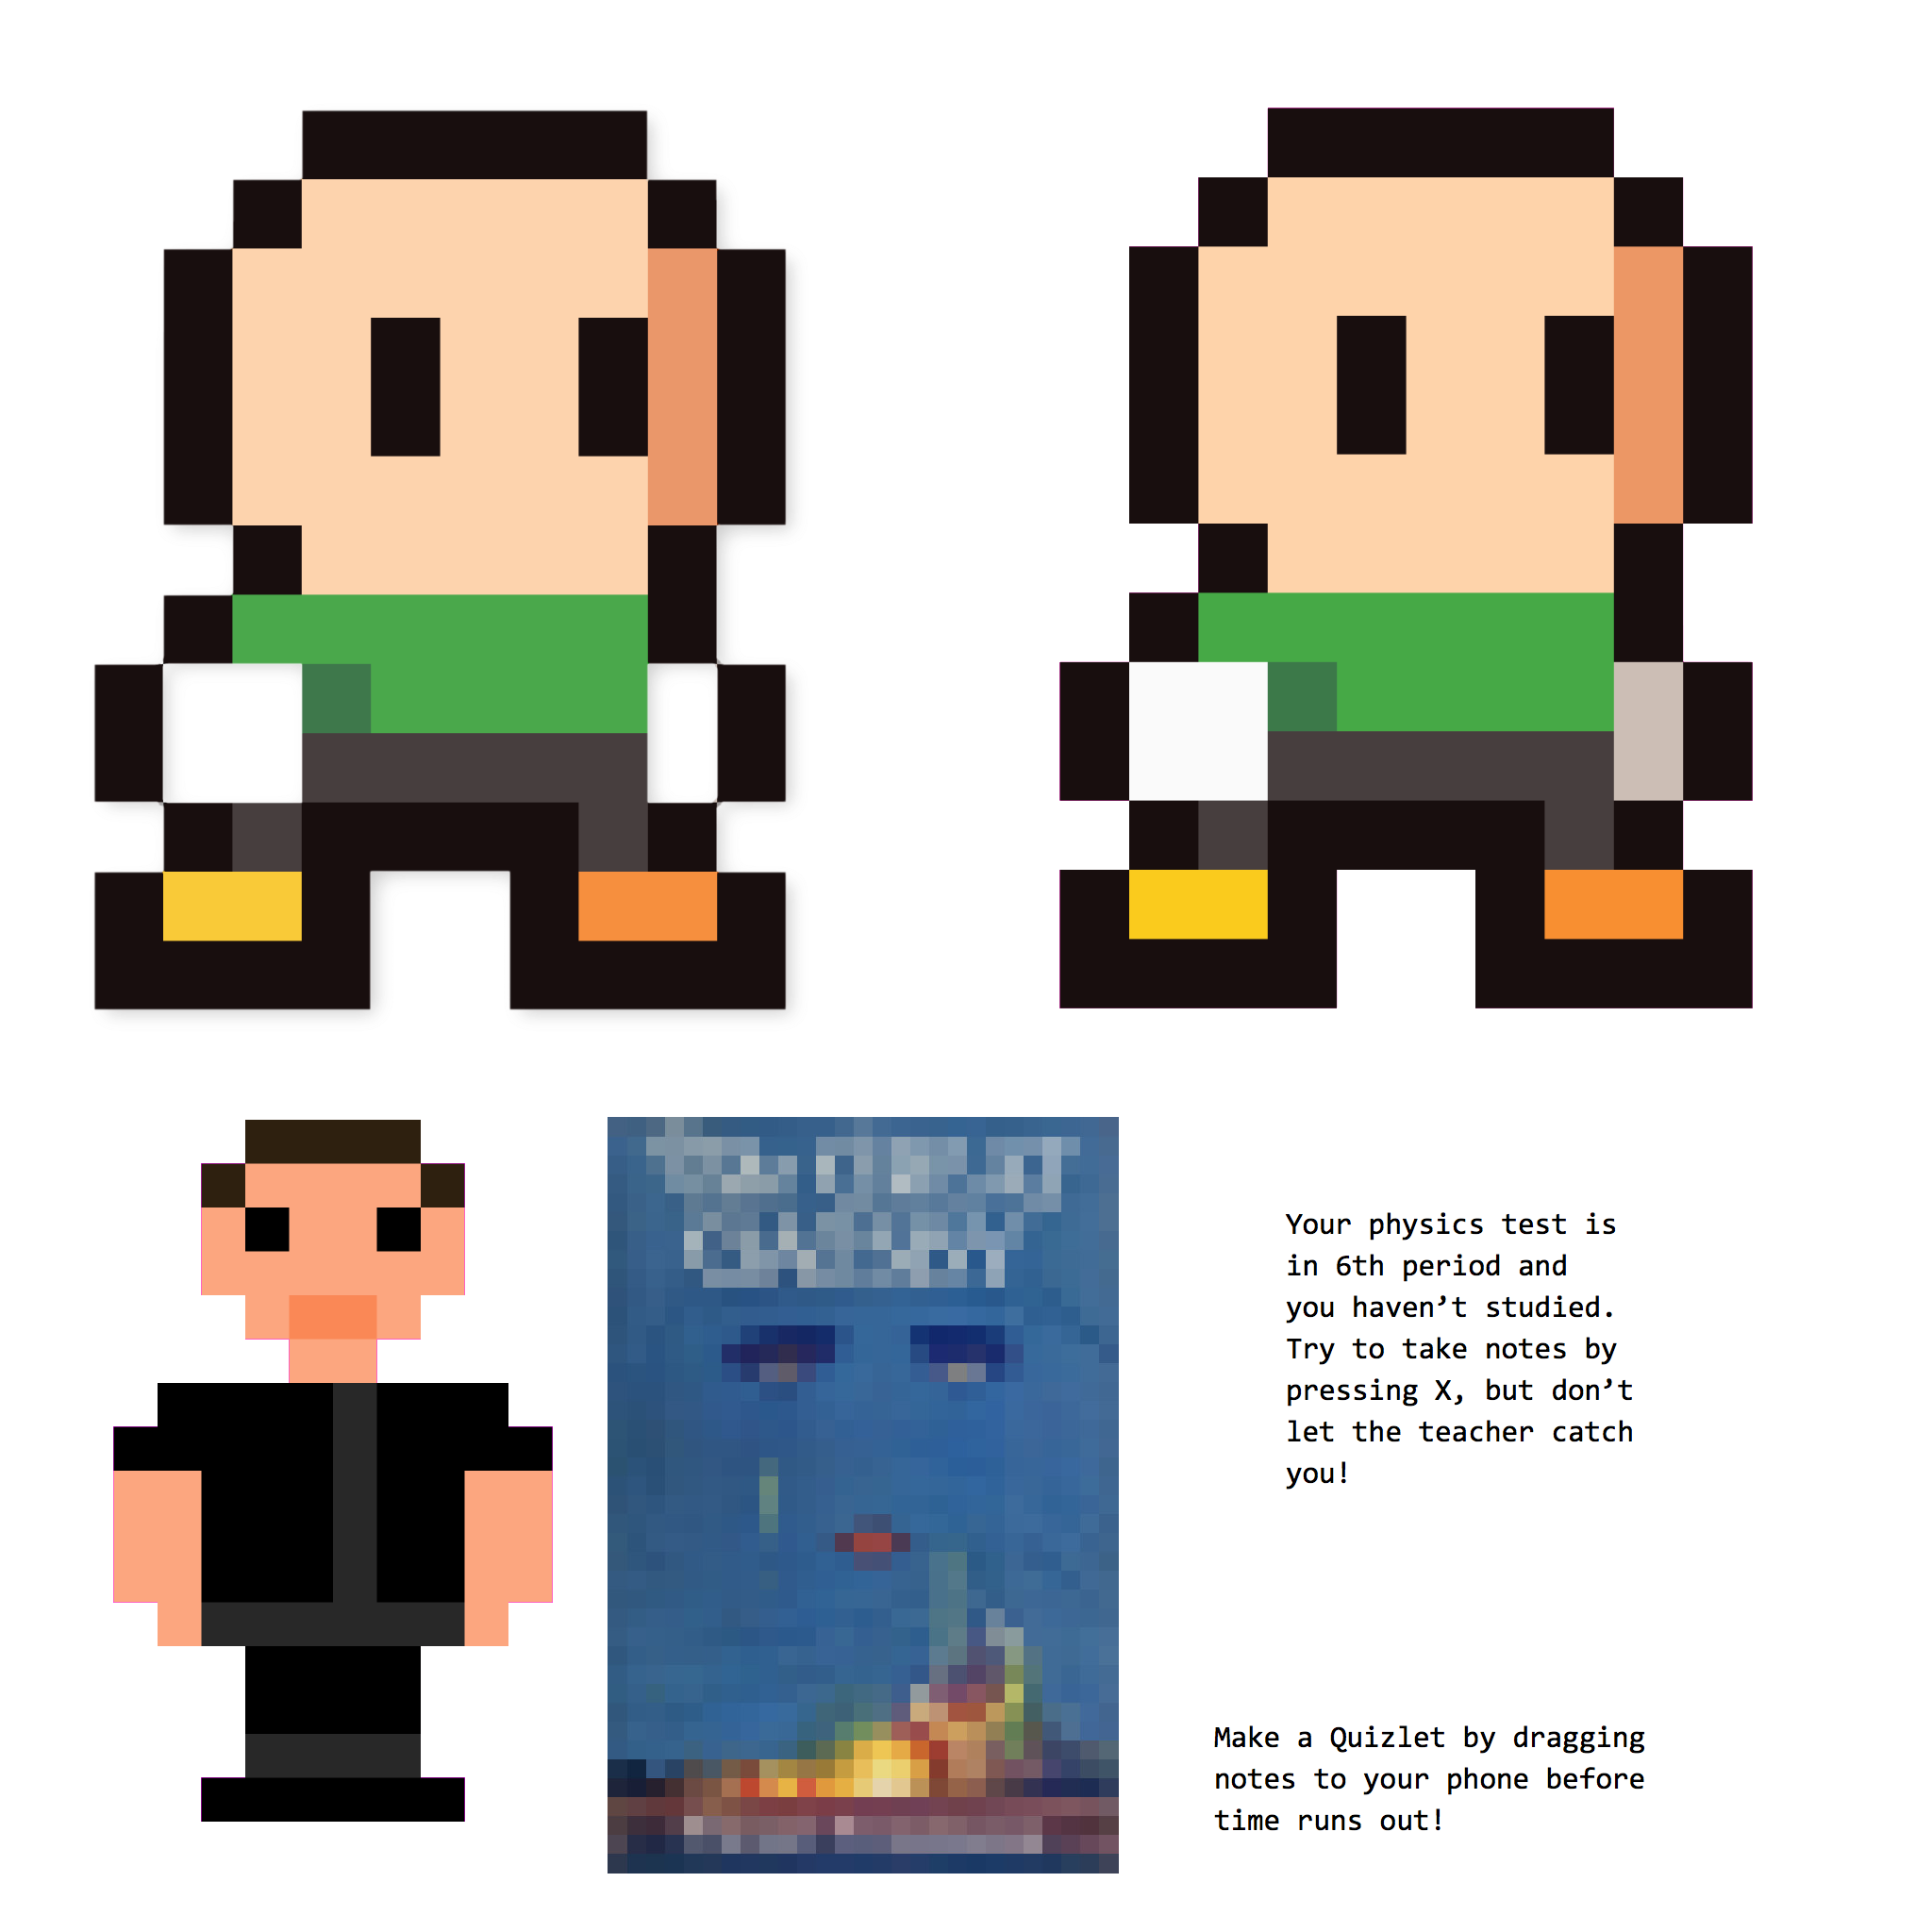 Your physics test is
in 6th period and
you haven’t studied.
Try to take notes by
pressing X, but don’t
let the teacher catch
you!
Make a Quizlet by dragging
notes to your phone before
time runs out!